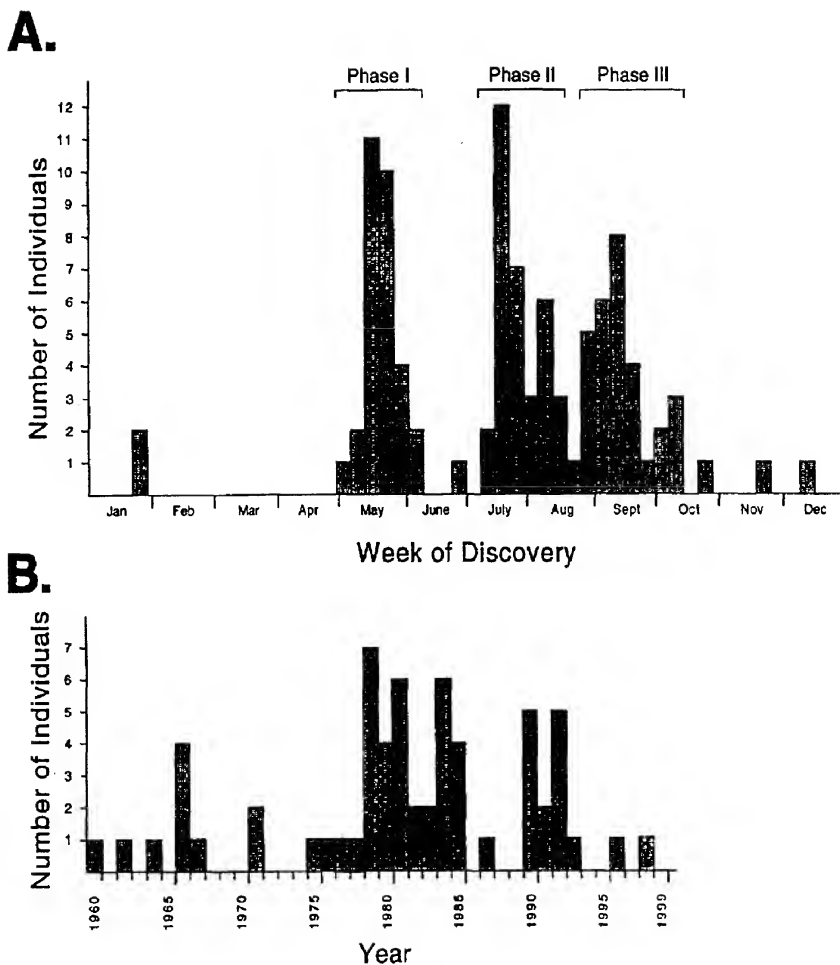 A.
Phase I
Phase II
Phase III
12
11
10
9
8
7
6
5
4
3
2
1
Number of Individuals
Jan
Feb
Mar
Apr
May
June
July
Aug
Sept
Oct
Nov
Dec
Week of Discovery
B.
7
6
5
4
3
2
1
Number of Individuals
1960
1965
1970
1975
1980
1985
1990
1995
1999
Year